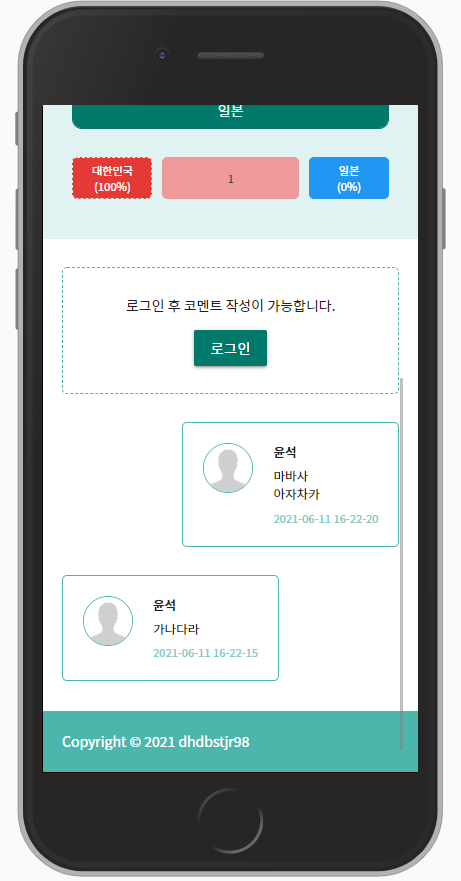 일본
대한민국
(100%)
1
일본
(0%)
로그인 후 코멘트 작성이 가능합니다.
로그인
윤석
마바사
아자차카
2021-06-11 16-22-20
윤석
가나다라
2021-06-11 16-22-15
Copyright © 2021 dhdbstjr98